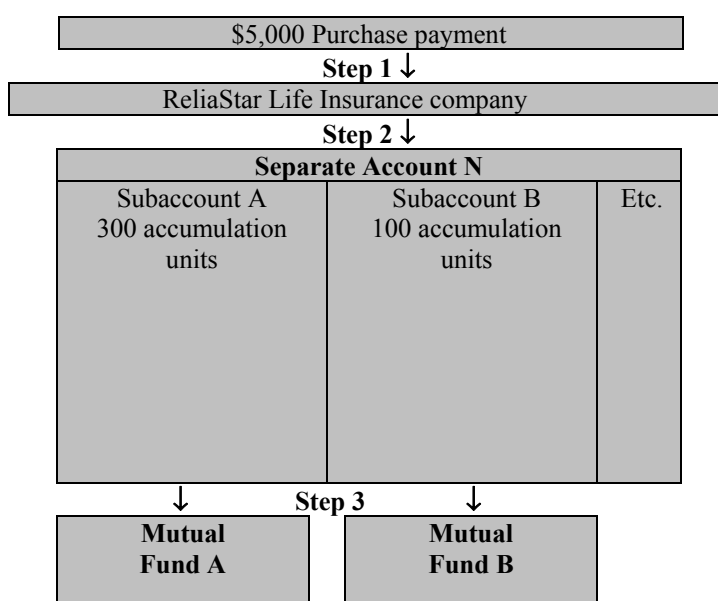 $5,000 Purchase payment
Step 1 ↓
ReliaStar Life Insurance company
Step 2 ↓
Separate Account N
Subaccount A
300 accumulation
units
Subaccount B
100 accumulation
units
Etc.
↓ Step 3 ↓
Mutual
Fund A
Mutual
Fund B